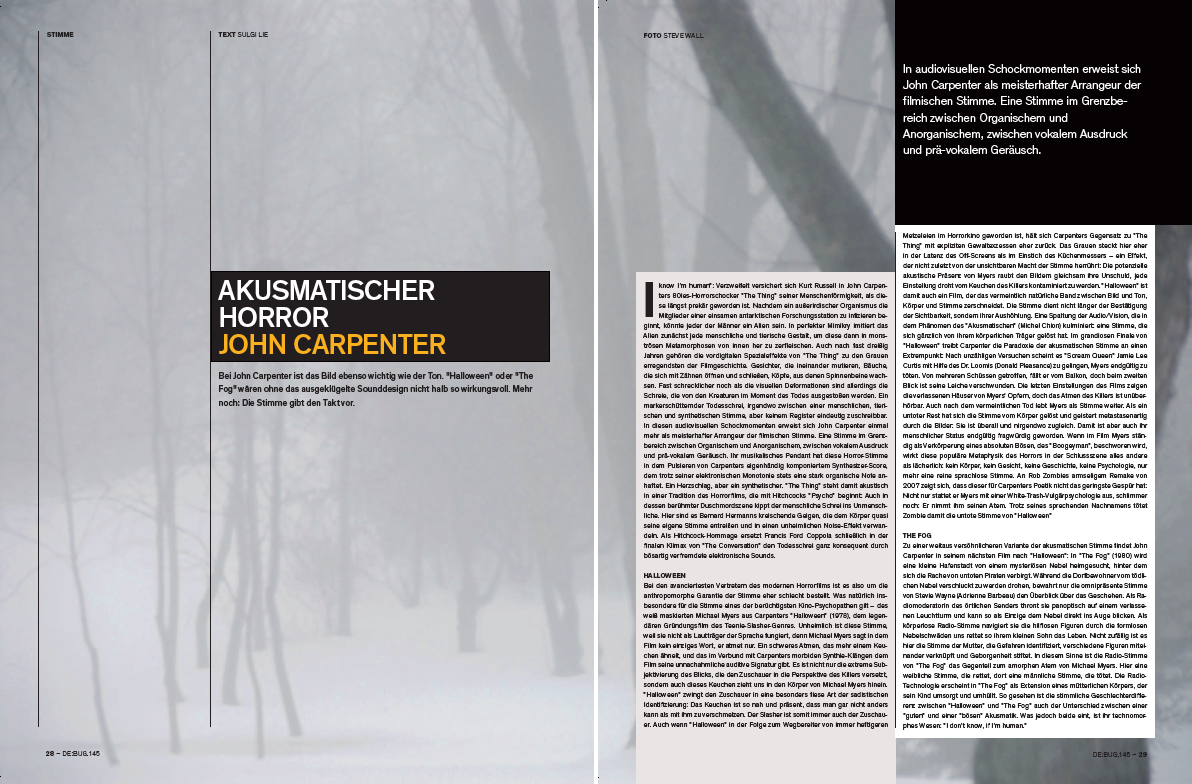 STIMME
TEXT SULGI LIE
AKUSMATISCHER
HORROR
JOHN CARPENTER
Bei John Carpenter ist das Bild ebenso wichtig wie der Ton. "Halloween" oder "The
Fog" wären ohne das ausgeklügelte Sounddesign nicht halb so wirkungsvoll. Mehr
noch: Die Stimme gibt den Takt vor.
28 – DE:BUG.145
FOTO STEVE WALL
In audiovisuellen Schockmomenten erweist sich
John Carpenter als meisterhafter Arrangeur der
filmischen Stimme. Eine Stimme im Grenzbe-
reich zwischen Organischem und
Anorganischem, zwischen vokalem Ausdruck
und prä-vokalem Geräusch.
I know I'm human": Verzweifelt versichert sich Kurt Russell in John Carpen-
ters 80ies-Horrorschocker "The Thing" seiner Menschenförmigkeit, als die-
se längst prekär geworden ist. Nachdem ein außerirdischer Organismus die
Mitglieder einer einsamen antarktischen Forschungsstation zu infizieren be-
ginnt, könnte jeder der Männer ein Alien sein. In perfekter Mimikry imitiert das
Alien zunächst jede menschliche und tierische Gestalt, um diese dann in mons-
trösen Metamorphosen von innen her zu zerfleischen. Auch nach fast dreißig
Jahren gehören die vordigitalen Spezialeffekte von "The Thing" zu den Grauen
erregendsten der Filmgeschichte. Gesichter, die ineinander mutieren, Bäuche,
die sich mit Zähnen öffnen und schließen, Köpfe, aus denen Spinnenbeine wach-
sen. Fast schrecklicher noch als die visuellen Deformationen sind allerdings die
Schreie, die von den Kreaturen im Moment des Todes ausgestoßen werden. Ein
markerschütternder Todesschrei, irgendwo zwischen einer menschlichen, tieri-
schen und synthetischen Stimme, aber keinem Register eindeutig zuschreibbar.
In diesen audiovisuellen Schockmomenten erweist sich John Carpenter einmal
mehr als meisterhafter Arrangeur der filmischen Stimme. Eine Stimme im Grenz-
bereich zwischen Organischem und Anorganischem, zwischen vokalem Ausdruck
und prä-vokalem Geräusch. Ihr musikalisches Pendant hat diese Horror-Stimme
in dem Pulsieren von Carpenters eigenhändig komponiertem Synthesizer-Score,
dem trotz seiner elektronischen Monotonie stets eine stark organische Note an-
haftet. Ein Herzschlag, aber ein synthetischer. "The Thing" steht damit akustisch
in einer Tradition des Horrorfilms, die mit Hitchcocks "Psycho" beginnt: Auch in
dessen berühmter Duschmordszene kippt der menschliche Schrei ins Unmensch-
liche. Hier sind es Bernard Hermanns kreischende Geigen, die dem Körper quasi
seine eigene Stimme entreißen und in einen unheimlichen Noise-Effekt verwan-
deln. Als Hitchcock-Hommage ersetzt Francis Ford Coppola schließlich in der
finalen Klimax von "The Conversation" den Todesschrei ganz konsequent durch
bösartig verfremdete elektronische Sounds.
HALLOWEEN
Bei den avanciertesten Vertretern des modernen Horrorfilms ist es also um die
anthropomorphe Garantie der Stimme eher schlecht bestellt. Was natürlich ins-
besondere für die Stimme eines der berüchtigsten Kino-Psychopathen gilt – des
weiß maskierten Michael Myers aus Carpenters "Halloween" (1978), dem legen-
dären Gründungsfilm des Teenie-Slasher-Genres. Unheimlich ist diese Stimme,
weil sie nicht als Lautträger der Sprache fungiert, denn Michael Myers sagt in dem
Film kein einziges Wort, er atmet nur. Ein schweres Atmen, das mehr einem Keu-
chen ähnelt, und das im Verbund mit Carpenters morbiden Synthie-Klängen dem
Film seine unnachahmliche auditive Signatur gibt. Es ist nicht nur die extreme Sub-
jektivierung des Blicks, die den Zuschauer in die Perspektive des Killers versetzt,
sondern auch dieses Keuchen zieht uns in den Körper von Michael Myers hinein.
"Halloween" zwingt den Zuschauer in eine besonders fiese Art der sadistischen
Identifizierung: Das Keuchen ist so nah und präsent, dass man gar nicht anders
kann als mit ihm zu verschmelzen. Der Slasher ist somit immer auch der Zuschau-
er. Auch wenn "Halloween" in der Folge zum Wegbereiter von immer heftigeren
Metzeleien im Horrorkino geworden ist, hält sich Carpenters Gegensatz zu "The
Thing" mit expliziten Gewaltexzessen eher zurück. Das Grauen steckt hier eher
in der Latenz des Off-Screens als im Einstich des Küchenmessers – ein Effekt,
der nicht zuletzt von der unsichtbaren Macht der Stimme herrührt: Die potenzielle
akustische Präsenz von Myers raubt den Bildern gleichsam ihre Unschuld, jede
Einstellung droht vom Keuchen des Killers kontaminiert zu werden. "Halloween" ist
damit auch ein Film, der das vermeintlich natürliche Band zwischen Bild und Ton,
Körper und Stimme zerschneidet. Die Stimme dient nicht länger der Bestätigung
der Sichtbarkeit, sondern ihrer Aushöhlung. Eine Spaltung der Audio/Vision, die in
dem Phänomen des "Akusmatischen" (Michel Chion) kulminiert: eine Stimme, die
sich gänzlich von ihrem körperlichen Träger gelöst hat. Im grandiosen Finale von
"Halloween" treibt Carpenter die Paradoxie der akusmatischen Stimme an einen
Extrempunkt: Nach unzähligen Versuchen scheint es "Scream Queen" Jamie Lee
Curtis mit Hilfe des Dr. Loomis (Donald Pleasance) zu gelingen, Myers endgültig zu
töten. Von mehreren Schüssen getroffen, fällt er vom Balkon, doch beim zweiten
Blick ist seine Leiche verschwunden. Die letzten Einstellungen des Films zeigen
die verlassenen Häuser von Myers' Opfern, doch das Atmen des Killers ist unüber-
hörbar. Auch nach dem vermeintlichen Tod lebt Myers als Stimme weiter. Als ein
untoter Rest hat sich die Stimme vom Körper gelöst und geistert metastasenartig
durch die Bilder: Sie ist überall und nirgendwo zugleich. Damit ist aber auch ihr
menschlicher Status endgültig fragwürdig geworden. Wenn im Film Myers stän-
dig als Verkörperung eines absoluten Bösen, des "Boogeyman", beschworen wird,
wirkt diese populäre Metaphysik des Horrors in der Schlussszene alles andere
als lächerlich: kein Körper, kein Gesicht, keine Geschichte, keine Psychologie, nur
mehr eine reine sprachlose Stimme. An Rob Zombies armseligem Remake von
2007 zeigt sich, dass dieser für Carpenters Poetik nicht das geringste Gespür hat:
Nicht nur stattet er Myers mit einer White-Trash-Vulgärpsychologie aus, schlimmer
noch: Er nimmt ihm seinen Atem. Trotz seines sprechenden Nachnamens tötet
Zombie damit die untote Stimme von "Halloween"
THE FOG
Zu einer weitaus versöhnlicheren Variante der akusmatischen Stimme findet John
Carpenter in seinem nächsten Film nach "Halloween": In "The Fog" (1980) wird
eine kleine Hafenstadt von einem mysteriösen Nebel heimgesucht, hinter dem
sich die Rache von untoten Piraten verbirgt. Während die Dorfbewohner vom tödli-
chen Nebel verschluckt zu werden drohen, bewahrt nur die omnipräsente Stimme
von Stevie Wayne (Adrienne Barbeau) den Überblick über das Geschehen. Als Ra-
diomoderatorin des örtlichen Senders thront sie panoptisch auf einem verlasse-
nen Leuchtturm und kann so als Einzige dem Nebel direkt ins Auge blicken. Als
körperlose Radio-Stimme navigiert sie die hilflosen Figuren durch die formlosen
Nebelschwaden uns rettet so ihrem kleinen Sohn das Leben. Nicht zufällig ist es
hier die Stimme der Mutter, die Gefahren identifiziert, verschiedene Figuren mitei-
nander verknüpft und Geborgenheit stiftet. In diesem Sinne ist die Radio-Stimme
von "The Fog" das Gegenteil zum amorphen Atem von Michael Myers. Hier eine
weibliche Stimme, die rettet, dort eine männliche Stimme, die tötet. Die Radio-
Technologie erscheint in "The Fog" als Extension eines mütterlichen Körpers, der
sein Kind umsorgt und umhüllt. So gesehen ist die stimmliche Geschlechterdiffe-
renz zwischen "Halloween" und "The Fog" auch der Unterschied zwischen einer
"guten" und einer "bösen" Akusmatik. Was jedoch beide eint, ist ihr technomor-
phes Wesen: "I don't know, if I'm human."
DE:BUG.145 – 29